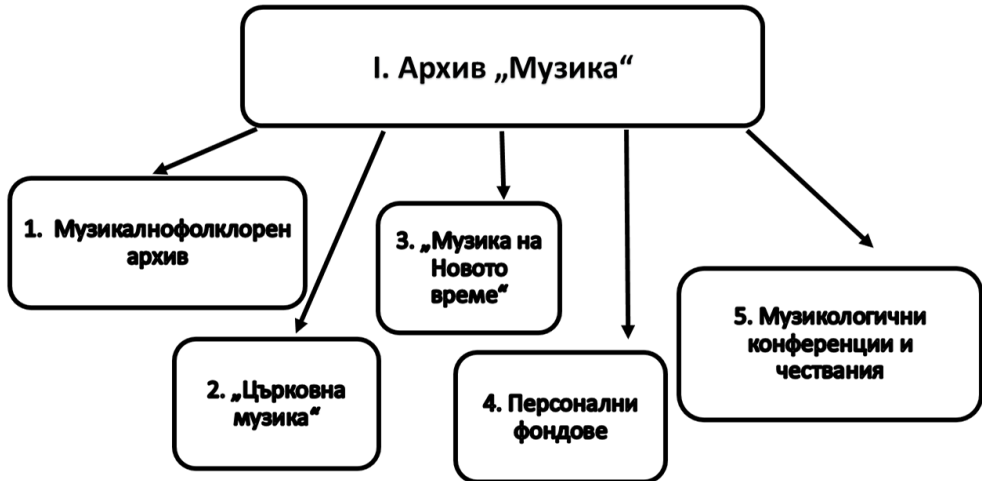 I. Архив „Музика“
1. Музикалнофолклорен
архив
2. „Църковна
музика“
3. „Музика на
Новото
време“
4. Персонални
фондове
5. Музикологични
конференции и
чествания